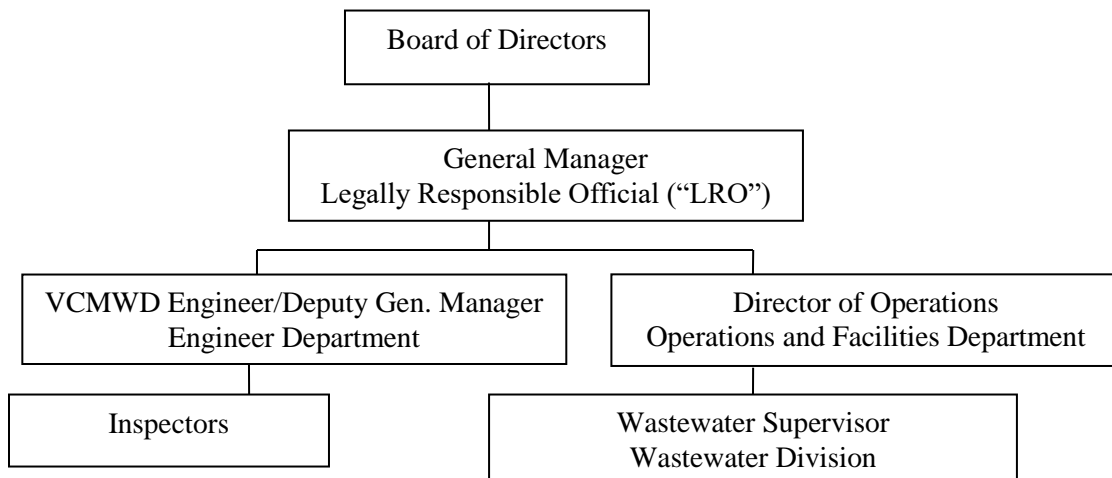 Board of Directors
General Manager
Legally Responsible Official (“LRO”)
VCMWD Engineer/Deputy Gen. Manager
Engineer Department
Director of Operations
Operations and Facilities Department
Inspectors
Wastewater Supervisor
Wastewater Division